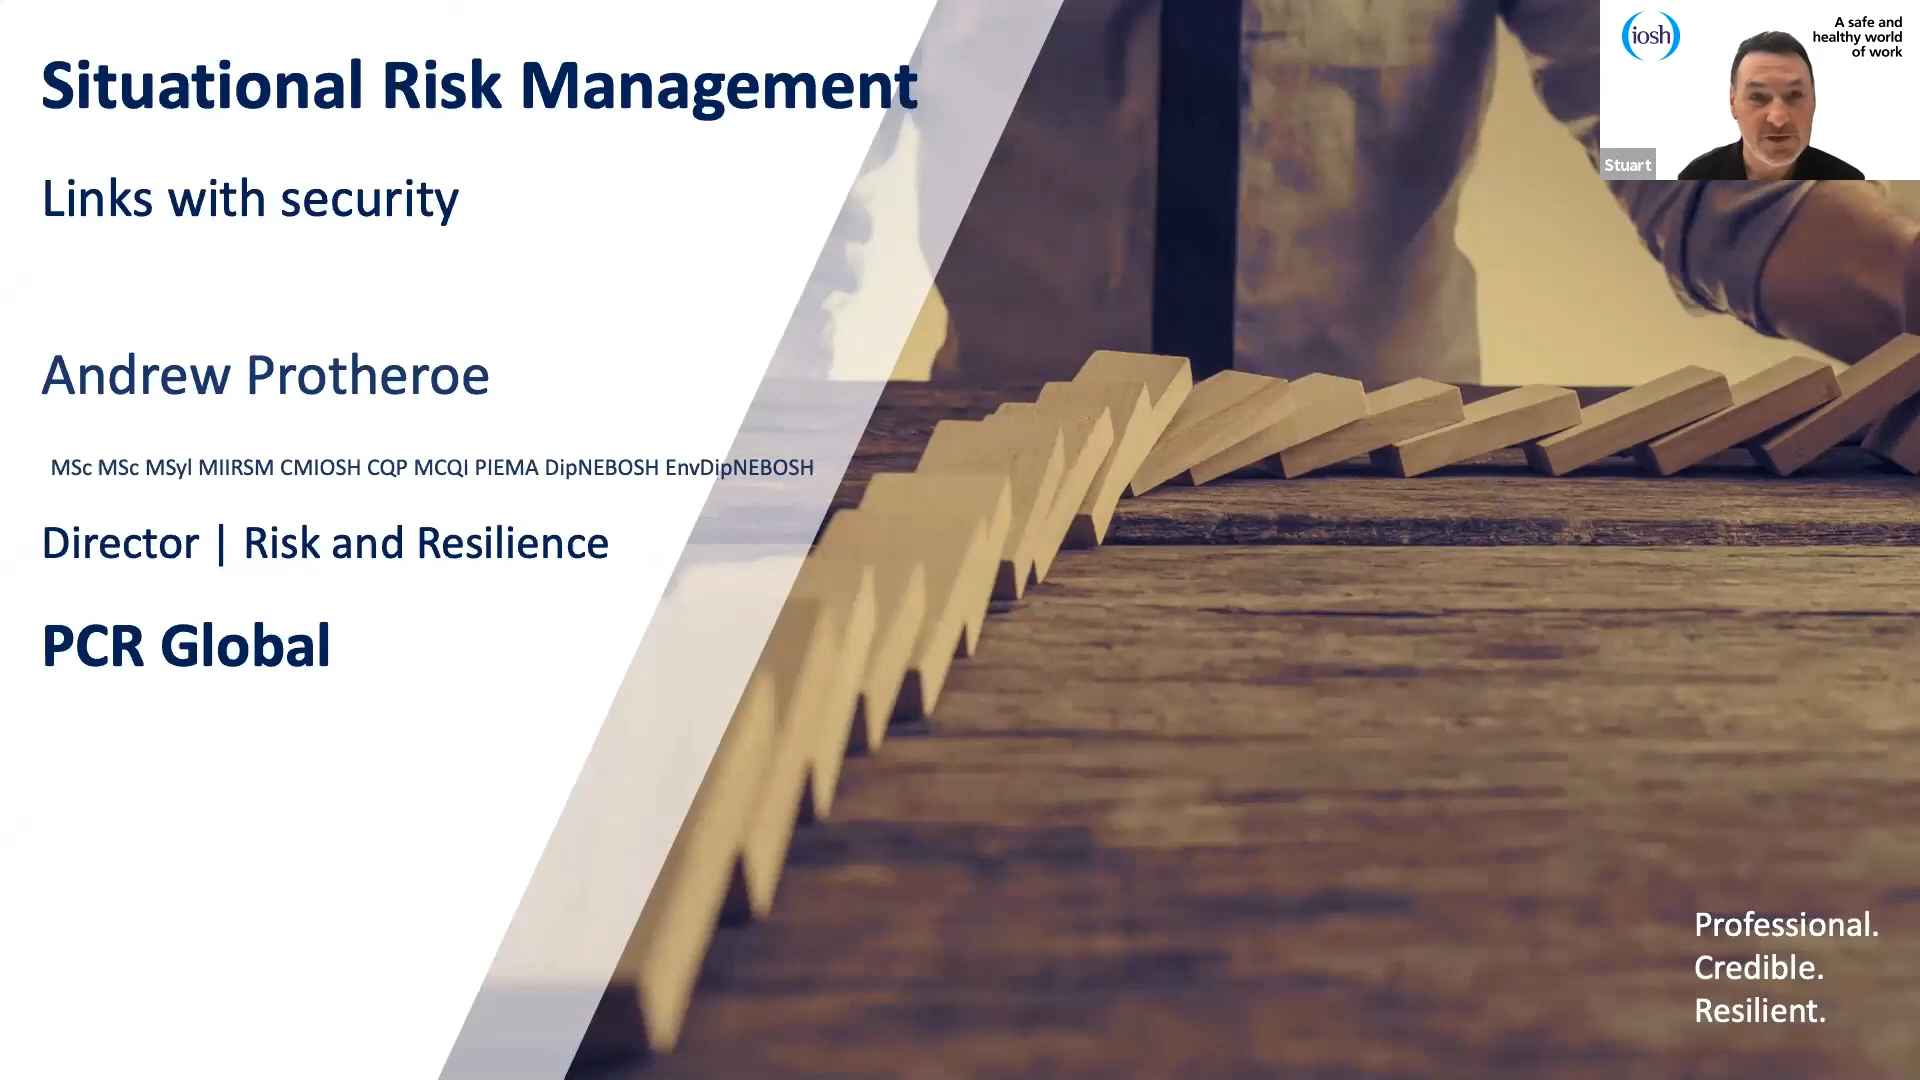 Situational Risk Management
Links with security
Andrew Protheroe
MSc MSc MSyl MIIRSM CMIOSH CQP MCQI PIEMA DipNEBOSH EnvDipNEBOSH
Director | Risk and Resilience
PCR Global
iosh
A safe and
healthy world
of work
Stuart
Professional.
Credible.
Resilient.